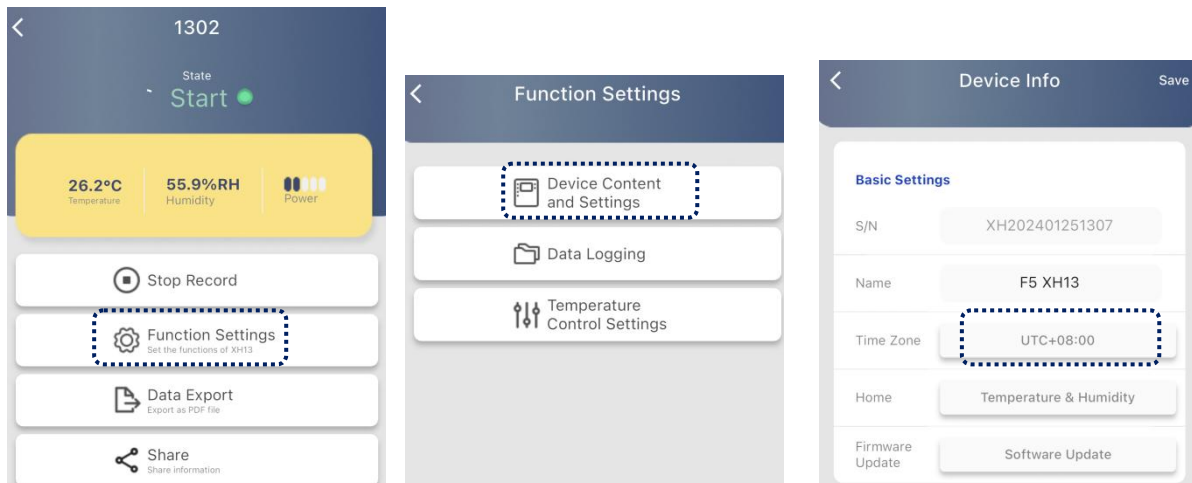 1302
State
Start
26.2°C
Temperature
55.9%RH
Humidity
Power
Stop Record
Function Settings
Set the functions of XH13
Data Export
Export as PDF file
Share
Share information
Function Settings
Device Content
and Settings
Data Logging
Temperature
Control Settings
Device Info
Save
Basic Settings
S/N
XH202401251307
Name
F5 XH13
Time Zone
UTC+08:00
Home
Temperature & Humidity
Firmware
Update
Software Update